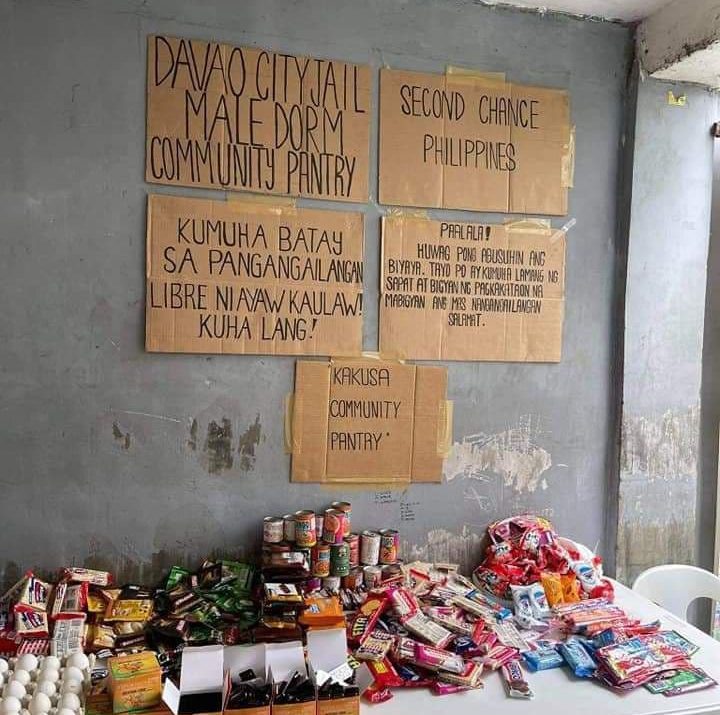 DAVAO CITY JAIL
MALE DORM
COMMUNITY PANTRY
SECOND CHANCE
PHILIPPINES
KUMUHA BATAY
SA PANGANGAILANGAN
LIBRE NI AYAW KAULAW!
KUHA LANG!
PAALALA!
HUWAG PONG ABUSUHIN ANG
BIYAYA. TAYO PO AY KUMUHA LAMANG NG
SAPAT AT BIGYAN NG PAGKAKATAON NA
MABIGYAN ANG MAS NANGANGAILANGAN
SALAMAT.
KAKUSA
COMMUNITY
PANTRY"